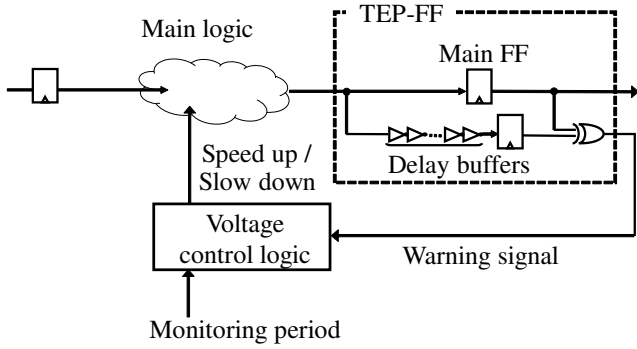 TEP-FF
Main logic
Main FF
Delay buffers
Speed up /
Slow down
Voltage
control logic
Warning signal
Monitoring period